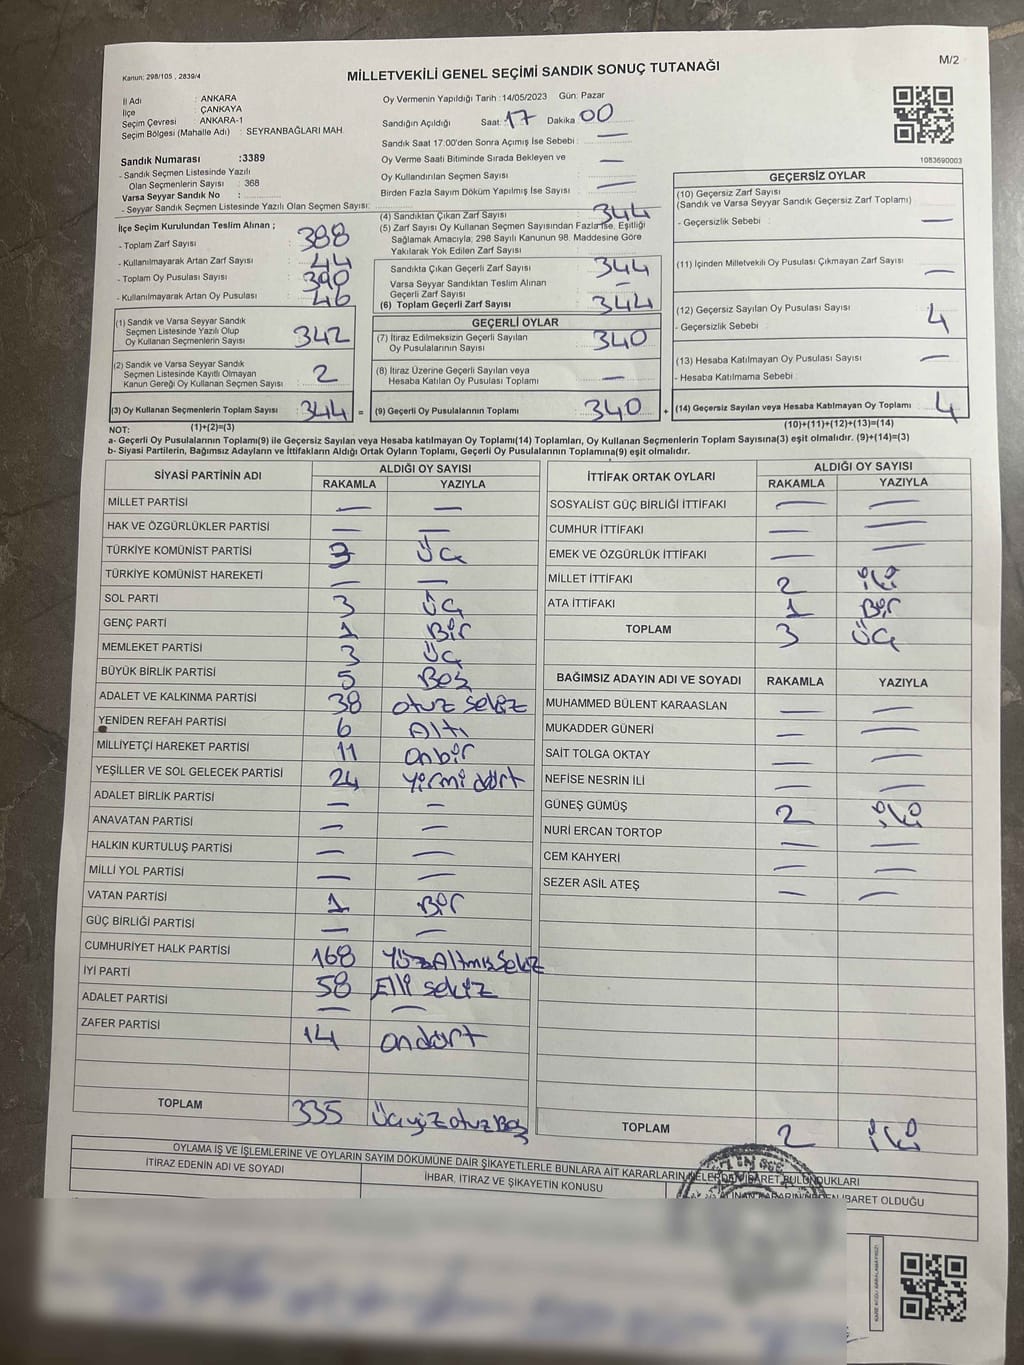 Kanun: 298/105 , 2839/4
MİLLETVEKİLİ GENEL SEÇİMİ SANDIK SONUÇ TUTANAĞI
M/2
İl Adı : ANKARA
İlçe : ÇANKAYA
Seçim Çevresi : ANKARA-1
Seçim Bölgesi (Mahalle Adı) : SEYRANBAĞLARI MAH.
Sandık Numarası :3389
- Sandık Seçmen Listesinde Yazılı
Olan Seçmenlerin Sayısı : 368
Varsa Seyyar Sandık No :
- Seyyar Sandık Seçmen Listesinde Yazılı Olan Seçmen Sayısı:
Oy Vermenin Yapıldığı Tarih :14/05/2023 Gün: Pazar
Sandığın Açıldığı Saat: 17 Dakika 00
Sandık Saat 17:00'den Sonra Açımış İse Sebebi : —
Oy Verme Saati Bitiminde Sırada Bekleyen ve
Oy Kullandırılan Seçmen Sayısı : —
Birden Fazla Sayım Döküm Yapılmış İse Sayısı : —
1083690003
İlçe Seçim Kurulundan Teslim Alınan ;
- Toplam Zarf Sayısı : 388
- Kullanılmayarak Artan Zarf Sayısı : 44
- Toplam Oy Pusulası Sayısı : 390
- Kullanılmayarak Artan Oy Pusulası : 46
(4) Sandıktan Çıkan Zarf Sayısı : 344
(5) Zarf Sayısı Oy Kullanan Seçmen Sayısından Fazla İse, Eşitliği
Sağlamak Amacıyla; 298 Sayılı Kanunun 98. Maddesine Göre
Yakılarak Yok Edilen Zarf Sayısı : —
Sandıkta Çıkan Geçerli Zarf Sayısı : 344
Varsa Seyyar Sandıktan Teslim Alınan
Geçerli Zarf Sayısı : —
(6) Toplam Geçerli Zarf Sayısı : 344
GEÇERSİZ OYLAR
(10) Geçersiz Zarf Sayısı
(Sandık ve Varsa Seyyar Sandık Geçersiz Zarf Toplamı)
- Geçersizlik Sebebi : —
(11) İçinden Milletvekili Oy Pusulası Çıkmayan Zarf Sayısı : —
(12) Geçersiz Sayılan Oy Pusulası Sayısı : 4
- Geçersizlik Sebebi :
(13) Hesaba Katılmayan Oy Pusulası Sayısı : —
- Hesaba Katılmama Sebebi :
(1) Sandık ve Varsa Seyyar Sandık
Seçmen Listesinde Yazılı Olup
Oy Kullanan Seçmenlerin Sayısı : 342
(2) Sandık ve Varsa Seyyar Sandık
Seçmen Listesinde Kayıtlı Olmayan
Kanun Gereği Oy Kullanan Seçmen Sayısı : 2
GEÇERLİ OYLAR
(7) İtiraz Edilmeksizin Geçerli Sayılan
Oy Pusulalarının Sayısı : 340
(8) İtiraz Üzerine Geçerli Sayılan veya
Hesaba Katılan Oy Pusulası Toplamı : —
(3) Oy Kullanan Seçmenlerin Toplam Sayısı : 344 = (9) Geçerli Oy Pusulalarının Toplamı : 340 + (14) Geçersiz Sayılan veya Hesaba Katılmayan Oy Toplamı : 4
NOT: (1)+(2)=(3) (10)+(11)+(12)+(13)=(14)
a- Geçerli Oy Pusulalarının Toplamı(9) ile Geçersiz Sayılan veya Hesaba katılmayan Oy Toplamı(14) Toplamları, Oy Kullanan Seçmenlerin Toplam Sayısına(3) eşit olmalıdır. (9)+(14)=(3)
b- Siyasi Partilerin, Bağımsız Adayların ve İttifakların Aldığı Ortak Oyların Toplamı, Geçerli Oy Pusulalarının Toplamına(9) eşit olmalıdır.
SİYASİ PARTİNİN ADI ALDIĞI OY SAYISI
RAKAMLA YAZIYLA
MİLLET PARTİSİ — —
HAK VE ÖZGÜRLÜKLER PARTİSİ — —
TÜRKİYE KOMÜNİST PARTİSİ 3 Üç
TÜRKİYE KOMÜNİST HAREKETİ — —
SOL PARTİ 3 Üç
GENÇ PARTİ 1 Bir
MEMLEKET PARTİSİ 3 Üç
BÜYÜK BİRLİK PARTİSİ 5 Beş
ADALET VE KALKINMA PARTİSİ 38 otuz sekiz
YENİDEN REFAH PARTİSİ 6 Altı
MİLLİYETÇİ HAREKET PARTİSİ 11 Onbir
YEŞİLLER VE SOL GELECEK PARTİSİ 24 Yirmi dört
ADALET BİRLİK PARTİSİ — —
ANAVATAN PARTİSİ — —
HALKIN KURTULUŞ PARTİSİ — —
MİLLİ YOL PARTİSİ — —
VATAN PARTİSİ 1 Bir
GÜÇ BİRLİĞİ PARTİSİ — —
CUMHURİYET HALK PARTİSİ 168 YüzAltmışSekiz
İYİ PARTİ 58 Elli sekiz
ADALET PARTİSİ — —
ZAFER PARTİSİ 14 ondört
TOPLAM 335 ÜçyüzotuzBeş
İTTİFAK ORTAK OYLARI ALDIĞI OY SAYISI
RAKAMLA YAZIYLA
SOSYALİST GÜÇ BİRLİĞİ İTTİFAKI — —
CUMHUR İTTİFAKI — —
EMEK VE ÖZGÜRLÜK İTTİFAKI — —
MİLLET İTTİFAKI 2 iki
ATA İTTİFAKI 1 Bir
TOPLAM 3 Üç
BAĞIMSIZ ADAYIN ADI VE SOYADI RAKAMLA YAZIYLA
MUHAMMED BÜLENT KARAASLAN — —
MUKADDER GÜNERİ — —
SAİT TOLGA OKTAY — —
NEFİSE NESRİN İLİ — —
GÜNEŞ GÜMÜŞ 2 iki
NURİ ERCAN TORTOP — —
CEM KAHYERİ — —
SEZER ASİL ATEŞ — —
TOPLAM 2 iki
OYLAMA İŞ VE İŞLEMLERİNE VE OYLARIN SAYIM DÖKÜMÜNE DAİR ŞİKAYETLERLE BUNLARA AİT KARARLARIN NELERDEN İBARET BULUNDUKLARI
İTİRAZ EDENİN ADI VE SOYADI İHBAR, İTİRAZ VE ŞİKAYETİN KONUSU ALINAN KARARIN NEDEN İBARET OLDUĞU